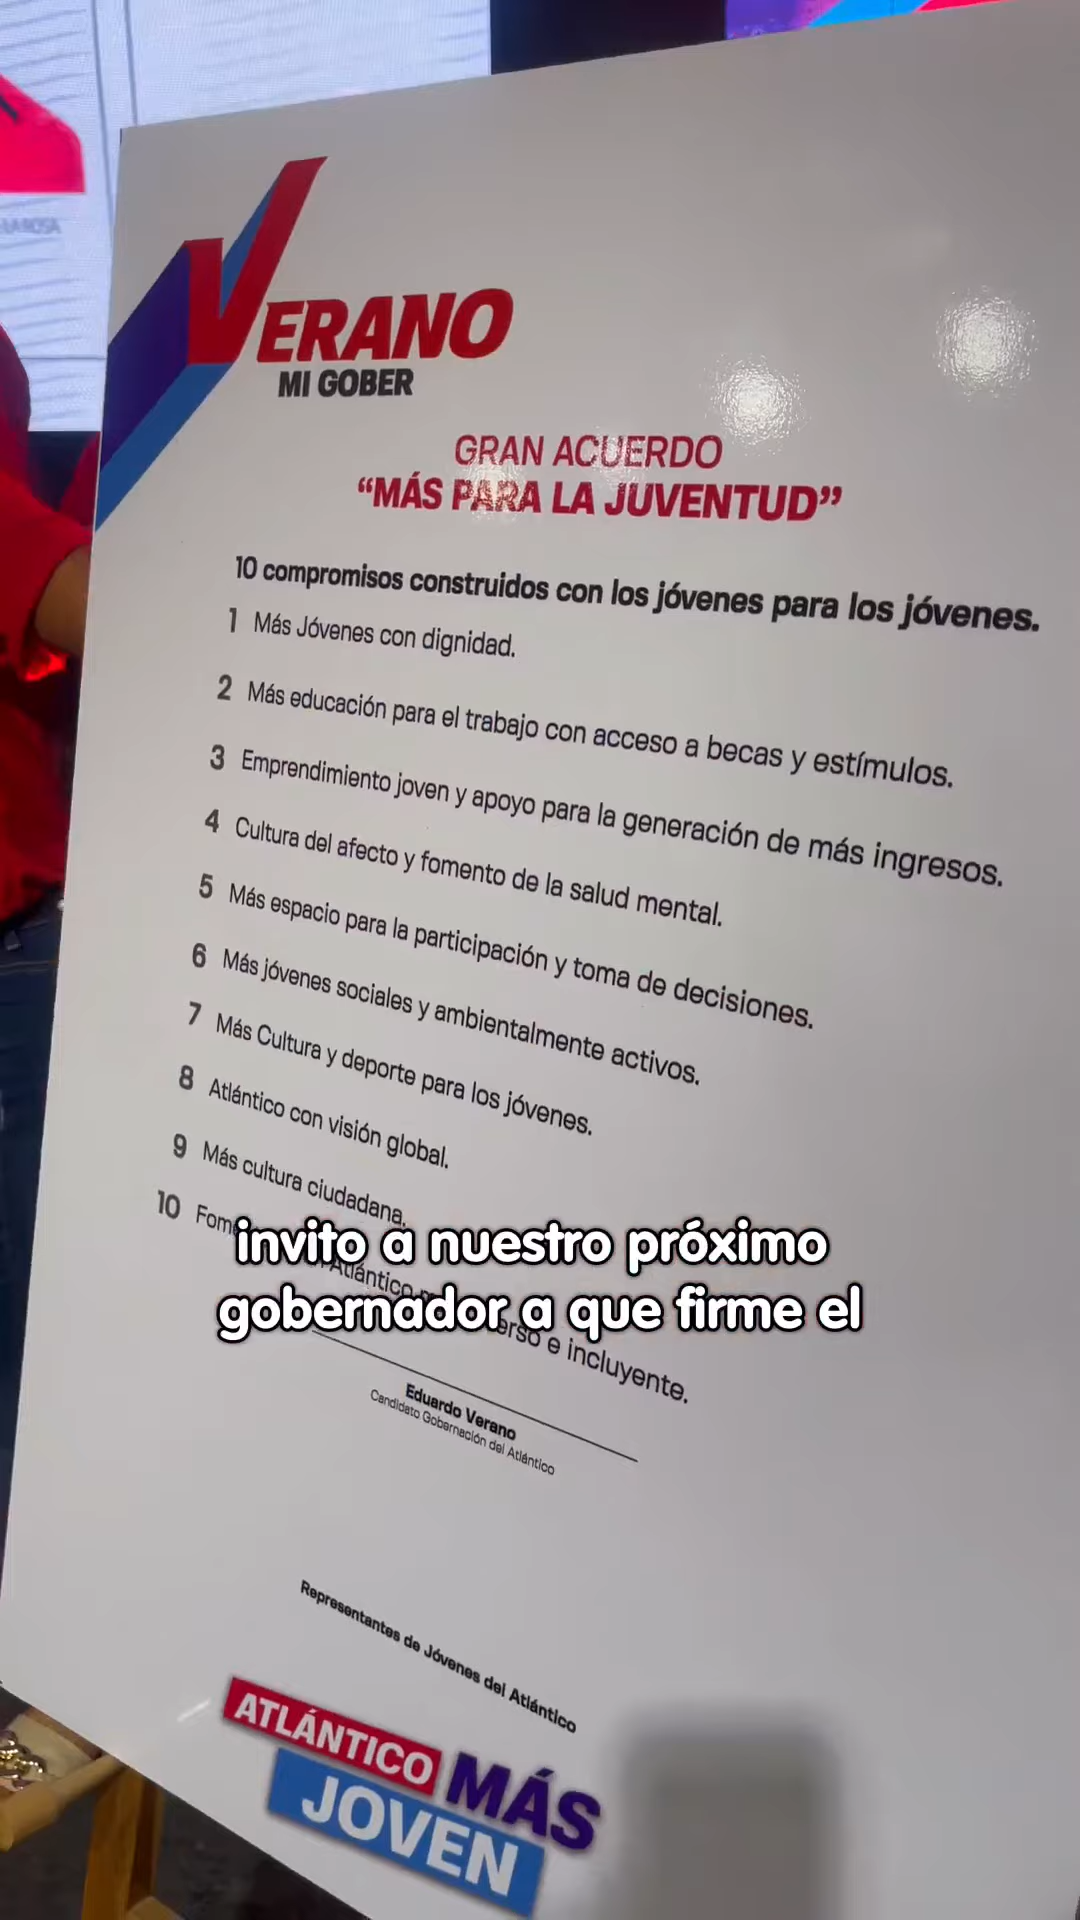 VERANO
MI GOBER
GRAN ACUERDO
“MÁS PARA LA JUVENTUD”
10 compromisos construidos con los jóvenes para los jóvenes.
1 Más Jóvenes con dignidad.
2 Más educación para el trabajo con acceso a becas y estímulos.
3 Emprendimiento joven y apoyo para la generación de más ingresos.
4 Cultura del afecto y fomento de la salud mental.
5 Más espacio para la participación y toma de decisiones.
6 Más jóvenes sociales y ambientalmente activos.
7 Más Cultura y deporte para los jóvenes.
8 Atlántico con visión global.
9 Más cultura ciudadana.
10 Atlántico e incluyente.
invito a nuestro próximo
gobernador a que firme el
Eduardo Verano
Candidato Gobernación del Atlántico
Representantes de Jóvenes del Atlántico
ATLÁNTICO MÁS
JOVEN